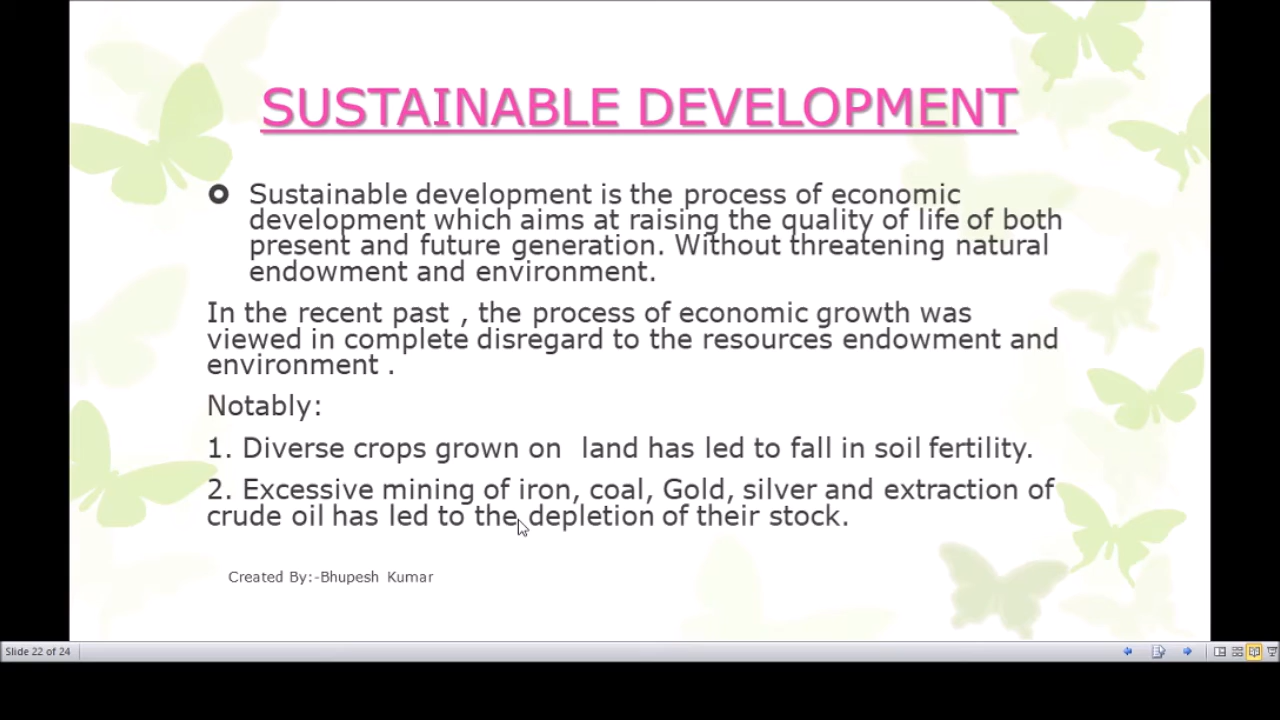 SUSTAINABLE DEVELOPMENT
Sustainable development is the process of economic
development which aims at raising the quality of life of both
present and future generation. Without threatening natural
endowment and environment.
In the recent past , the process of economic growth was
viewed in complete disregard to the resources endowment and
environment .
Notably:
1. Diverse crops grown on land has led to fall in soil fertility.
2. Excessive mining of iron, coal, Gold, silver and extraction of
crude oil has led to the depletion of their stock.
Created By:-Bhupesh Kumar
Slide 22 of 24